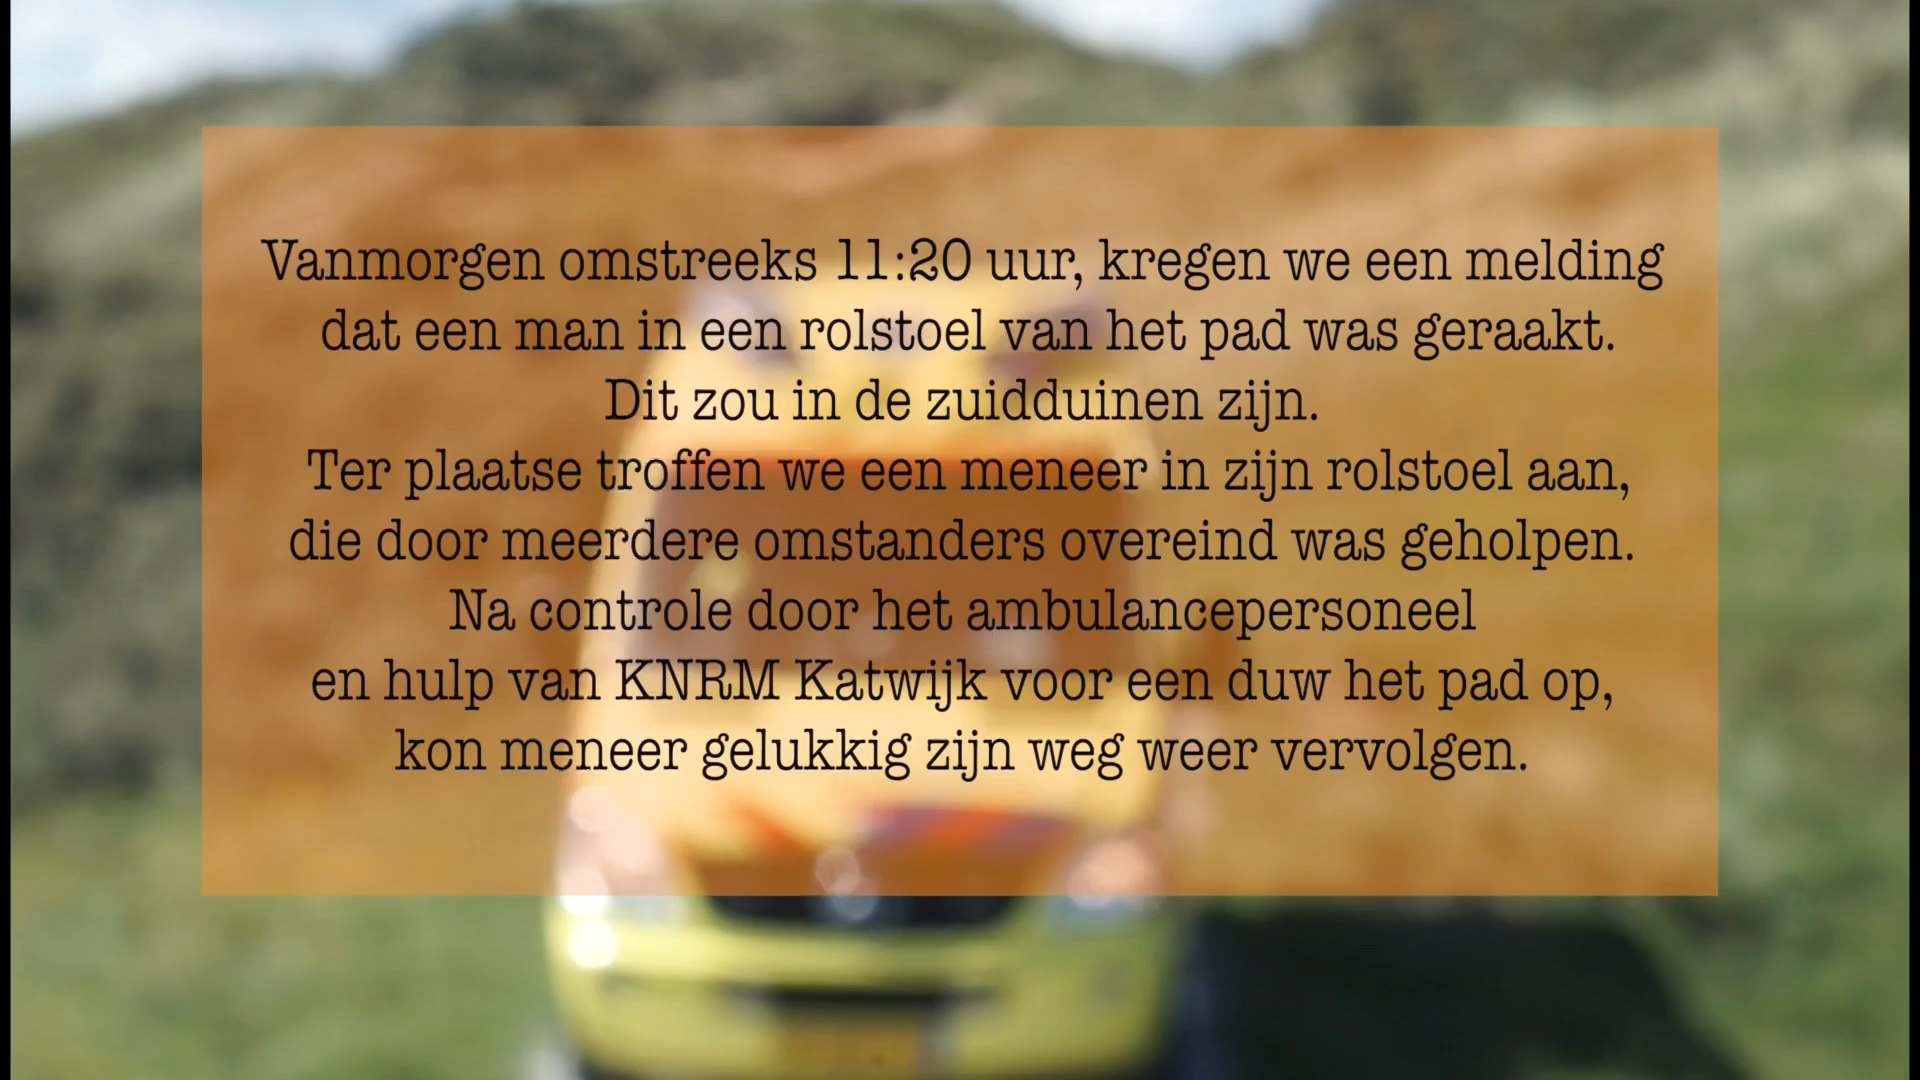 Vanmorgen omstreeks 11:20 uur, kregen we een melding
dat een man in een rolstoel van het pad was geraakt.
Dit zou in de zuidduinen zijn.
Ter plaatse troffen we een meneer in zijn rolstoel aan,
die door meerdere omstanders overeind was geholpen.
Na controle door het ambulancepersoneel
en hulp van KNRM Katwijk voor een duw het pad op,
kon meneer gelukkig zijn weg weer vervolgen.